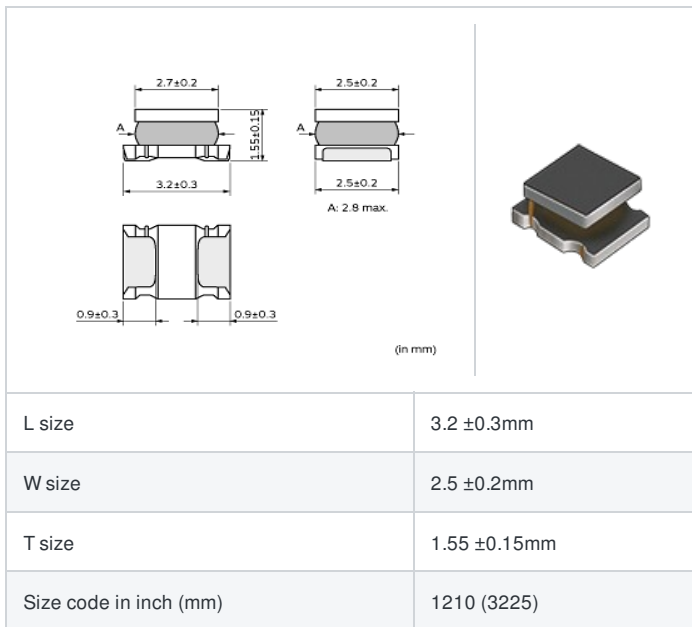 2.7±0.2
2.5±0.2
A
A
1.55±0.15
3.2±0.3
2.5±0.2
A: 2.8 max.
0.9±0.3
0.9±0.3
(in mm)
L size 3.2 ±0.3mm
W size 2.5 ±0.2mm
T size 1.55 ±0.15mm
Size code in inch (mm) 1210 (3225)